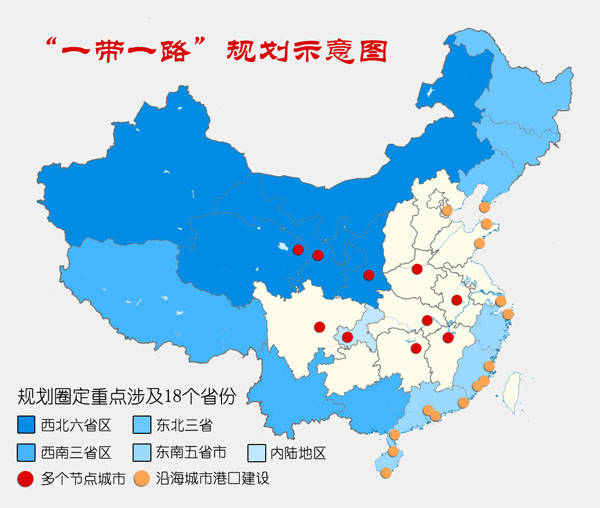 “一带一路”规划示意图
规划圈定重点涉及18个省份
西北六省区 东北三省
西南三省区 东南五省市 内陆地区
多个节点城市 沿海城市港口建设